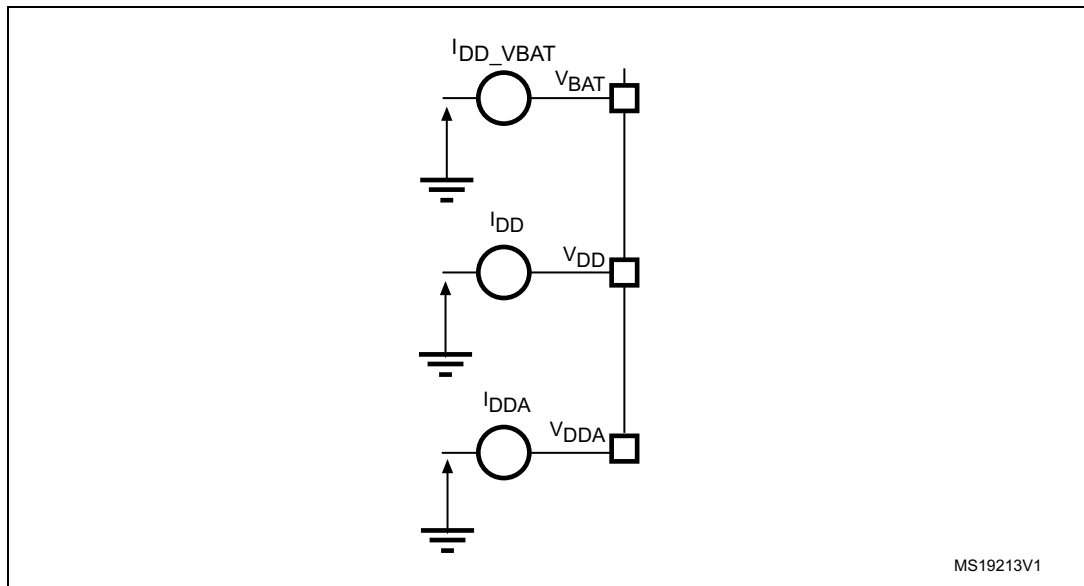 IDD_VBAT
VBAT
IDD
VDD
IDDA
VDDA
MS19213V1